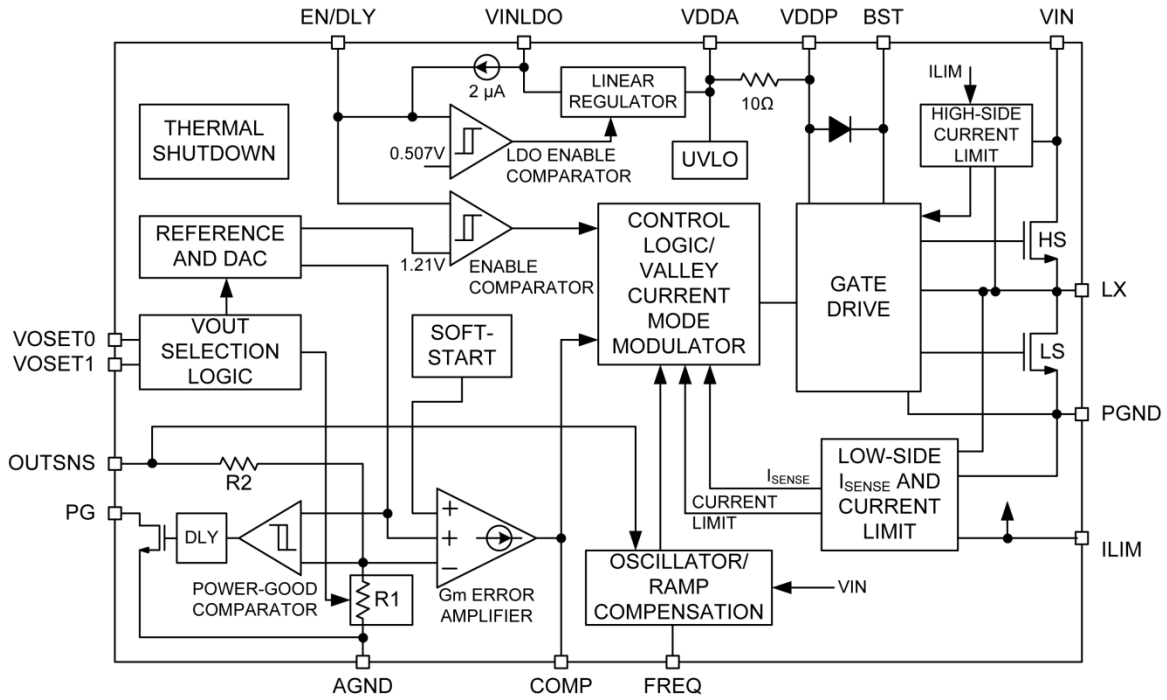 EN/DLY
VINLDO
VDDA
VDDP
BST
VIN
2 µA
LINEAR
REGULATOR
10Ω
ILIM
HIGH-SIDE
CURRENT
LIMIT
THERMAL
SHUTDOWN
0.507V
LDO ENABLE
COMPARATOR
UVLO
REFERENCE
AND DAC
1.21V
ENABLE
COMPARATOR
CONTROL
LOGIC/
VALLEY
CURRENT
MODE
MODULATOR
GATE
DRIVE
HS
LX
VOSET0
VOSET1
VOUT
SELECTION
LOGIC
SOFT-
START
LS
PGND
OUTSNS
R2
ISENSE
CURRENT
LIMIT
LOW-SIDE
ISENSE AND
CURRENT
LIMIT
PG
DLY
POWER-GOOD
COMPARATOR
R1
+
+
−
Gm ERROR
AMPLIFIER
OSCILLATOR/
RAMP
COMPENSATION
VIN
ILIM
AGND
COMP
FREQ